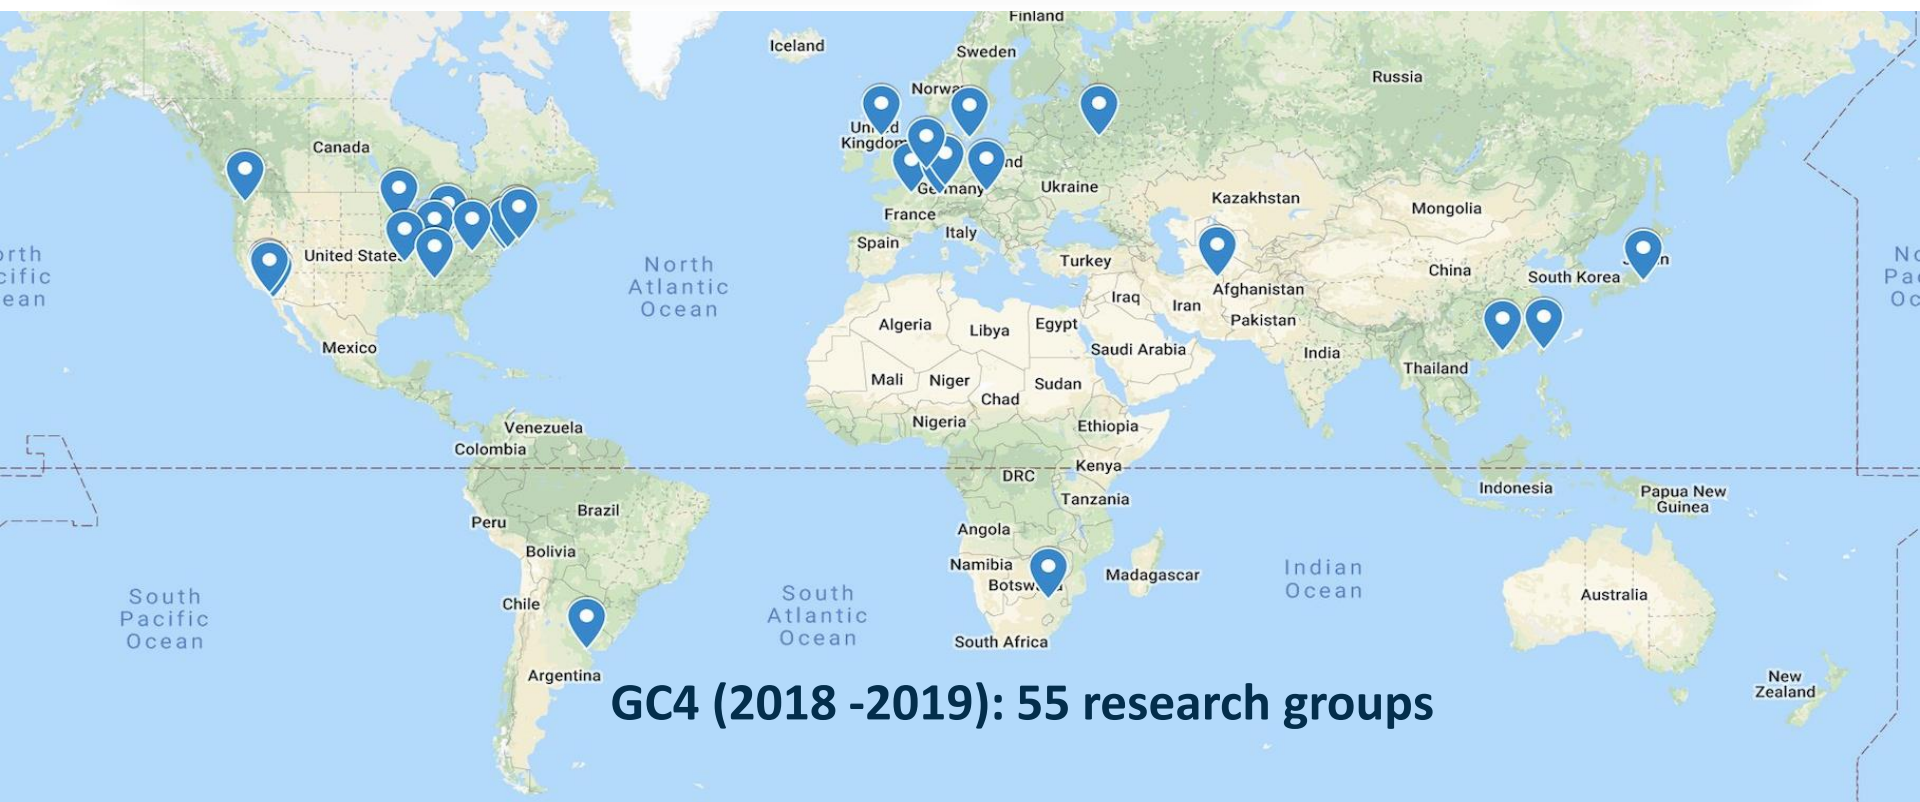 Finland
Iceland
Sweden
Russia
Canada
United
Kingdom
Germany
Ukraine
Kazakhstan
Mongolia
France
Italy
Spain
Turkey
United State
North
Atlantic
Ocean
China
South Korea
Afghanistan
Iraq
Iran
Pakistan
Algeria
Libya
Egypt
Saudi Arabia
India
Thailand
Mexico
Mali
Niger
Sudan
Chad
Nigeria
Ethiopia
Venezuela
Colombia
DRC
Kenya
Tanzania
Indonesia
Papua New
Guinea
Peru
Brazil
Angola
Bolivia
Namibia
Madagascar
Indian
Ocean
South
Pacific
Ocean
Chile
South
Atlantic
Ocean
Australia
South Africa
Argentina
New
Zealand
GC4 (2018 -2019): 55 research groups